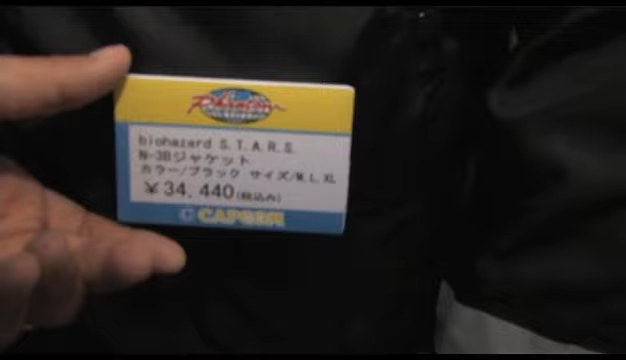 Phantom
biohazard S.T.A.R.S.
N-3Bジャケット
カラー/ブラック サイズ/M.L.XL
¥34,440(税込み)
© CAPCOM